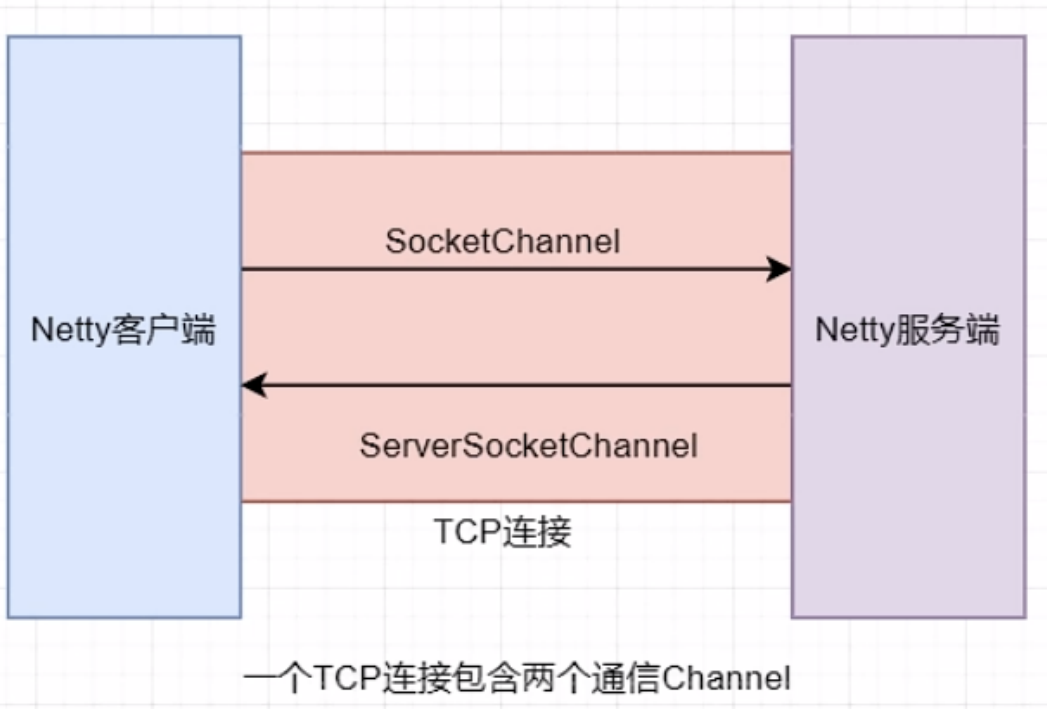 SocketChannel
Netty客户端
Netty服务端
ServerSocketChannel
TCP连接
一个TCP连接包含两个通信Channel